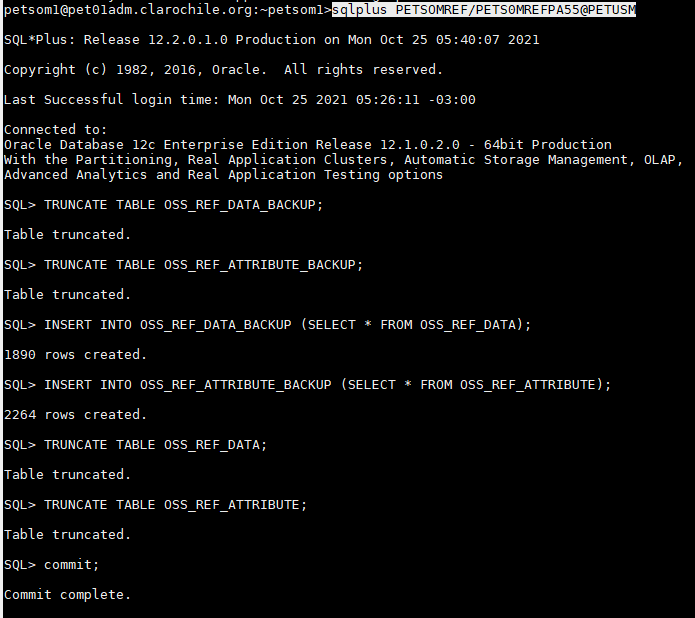 petsom1@pet01adm.clarochile.org:~petsom1>sqlplus PETSOMREF/PETS0MREFPA55@PETUSM
SQL*Plus: Release 12.2.0.1.0 Production on Mon Oct 25 05:40:07 2021
Copyright (c) 1982, 2016, Oracle.  All rights reserved.
Last Successful login time: Mon Oct 25 2021 05:26:11 -03:00
Connected to:
Oracle Database 12c Enterprise Edition Release 12.1.0.2.0 - 64bit Production
With the Partitioning, Real Application Clusters, Automatic Storage Management, OLAP,
Advanced Analytics and Real Application Testing options
SQL> TRUNCATE TABLE OSS_REF_DATA_BACKUP;
Table truncated.
SQL> TRUNCATE TABLE OSS_REF_ATTRIBUTE_BACKUP;
Table truncated.
SQL> INSERT INTO OSS_REF_DATA_BACKUP (SELECT * FROM OSS_REF_DATA);
1890 rows created.
SQL> INSERT INTO OSS_REF_ATTRIBUTE_BACKUP (SELECT * FROM OSS_REF_ATTRIBUTE);
2264 rows created.
SQL> TRUNCATE TABLE OSS_REF_DATA;
Table truncated.
SQL> TRUNCATE TABLE OSS_REF_ATTRIBUTE;
Table truncated.
SQL> commit;
Commit complete.